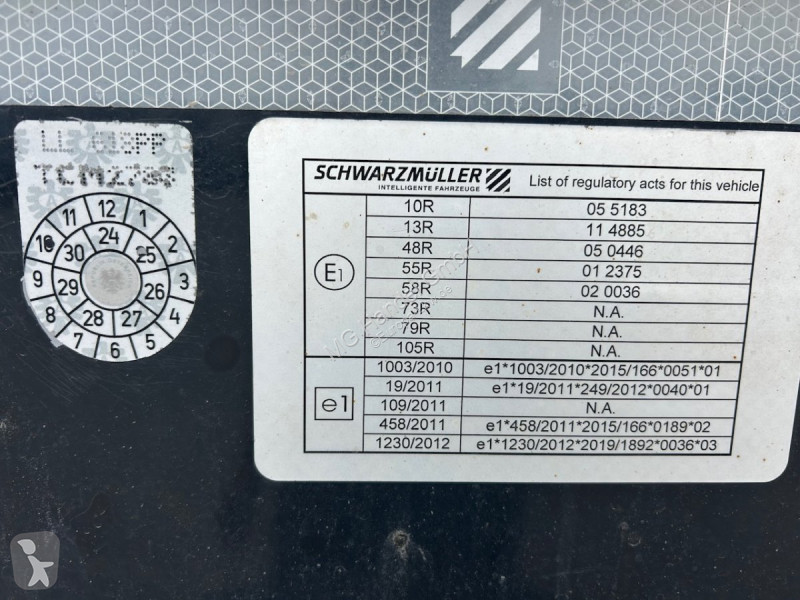 12 1 2 3 4 5 6 7 8 9 10 11
24 25 26 27 28 29 30
SCHWARZMÜLLER
INTELLIGENTE FAHRZEUGE
List of regulatory acts for this vehicle
E1
10R 05 5183
13R 11 4885
48R 05 0446
55R 01 2375
58R 02 0036
73R N.A.
79R N.A.
105R N.A.
e1
1003/2010 e1*1003/2010*2015/166*0051*01
19/2011 e1*19/2011*249/2012*0040*01
109/2011 N.A.
458/2011 e1*458/2011*2015/166*0189*02
1230/2012 e1*1230/2012*2019/1892*0036*03